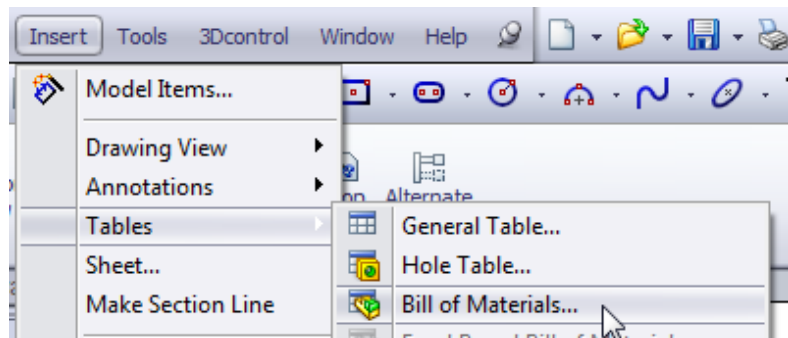 Insert Tools 3Dcontrol Window Help
Model Items...
Drawing View
Annotations
Alternate
Tables
General Table...
Sheet...
Hole Table...
Make Section Line
Bill of Materials...